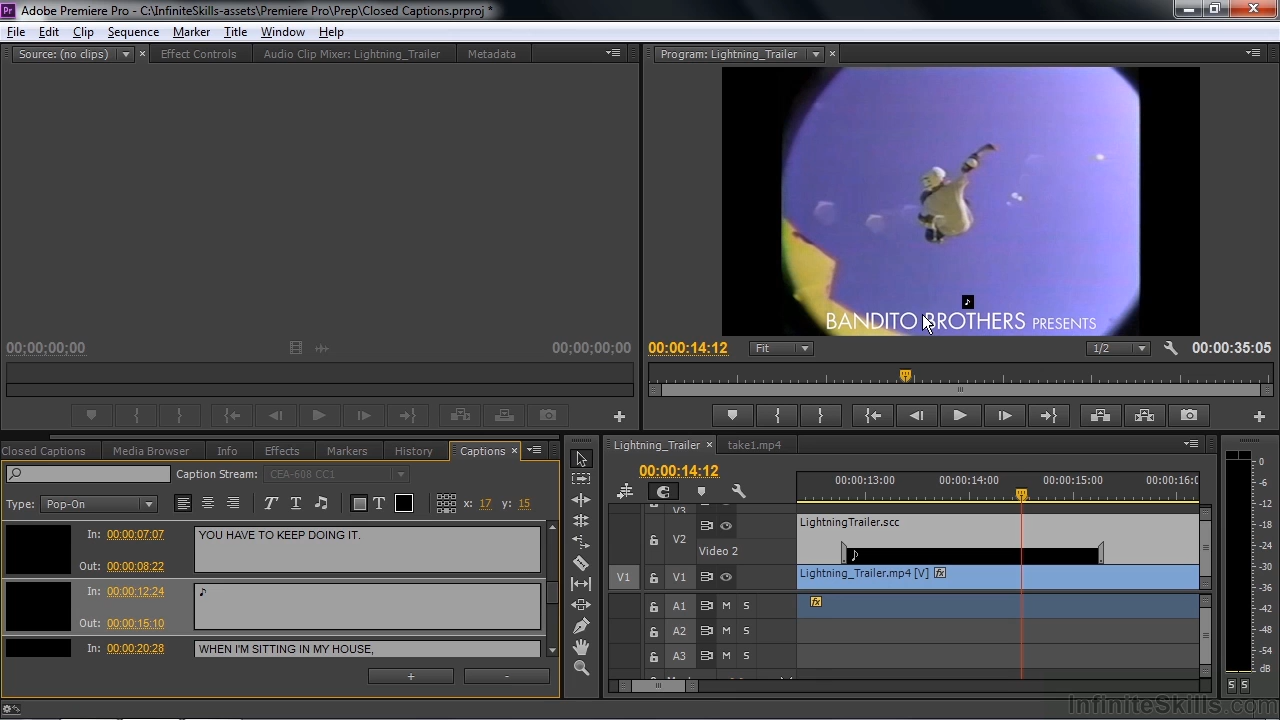 Pr Adobe Premiere Pro - C:\InfiniteSkills-assets\Premiere Pro\Prep\Closed Captions.prproj *
File Edit Clip Sequence Marker Title Window Help
Source: (no clips) Effect Controls Audio Clip Mixer: Lightning_Trailer Metadata
Program: Lightning_Trailer
♪
BANDITO BROTHERS PRESENTS
00;00;00;00 00;00;00;00
00:00:14:12 Fit 1/2 00:00:35:05
Closed Captions Media Browser Info Effects Markers History Captions
Caption Stream: CEA-608 CC1
Type: Pop-On T T x: 17 y: 15
In: 00:00:07:07 YOU HAVE TO KEEP DOING IT.
Out: 00:00:08:22
In: 00:00:12:24 ♪
Out: 00:00:15:10
In: 00:00:20:28 WHEN I'M SITTING IN MY HOUSE,
+ -
Lightning_Trailer take1.mp4
00:00:14:12
00:00:13:00 00:00:14:00 00:00:15:00 00:00:16:0
V3
V2 LightningTrailer.scc
Video 2 ♪
V1 V1 Lightning_Trailer.mp4 [V] fx
A1 M S fx
A2 M S
A3 M S
0
-6
-12
-18
-24
-30
-36
-42
-48
-54
dB
S S
InfiniteSkills.com